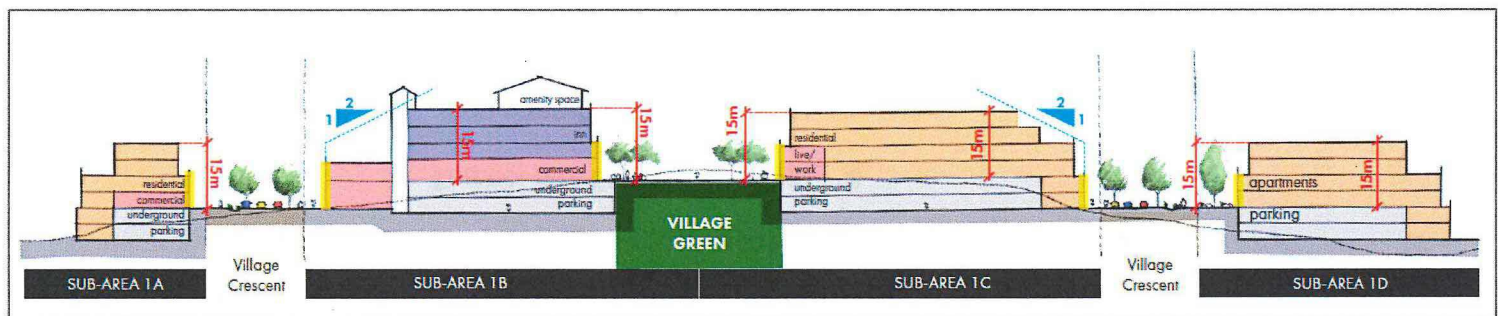 15m
residential
commercial
underground
parking
SUB-AREA 1A
Village
Crescent
2
1
amenity space
inn
15m
15m
commercial
underground
parking
SUB-AREA 1B
VILLAGE
GREEN
15m
residential
live/
work
15m
underground
parking
2
1
SUB-AREA 1C
Village
Crescent
15m
apartments
15m
parking
SUB-AREA 1D